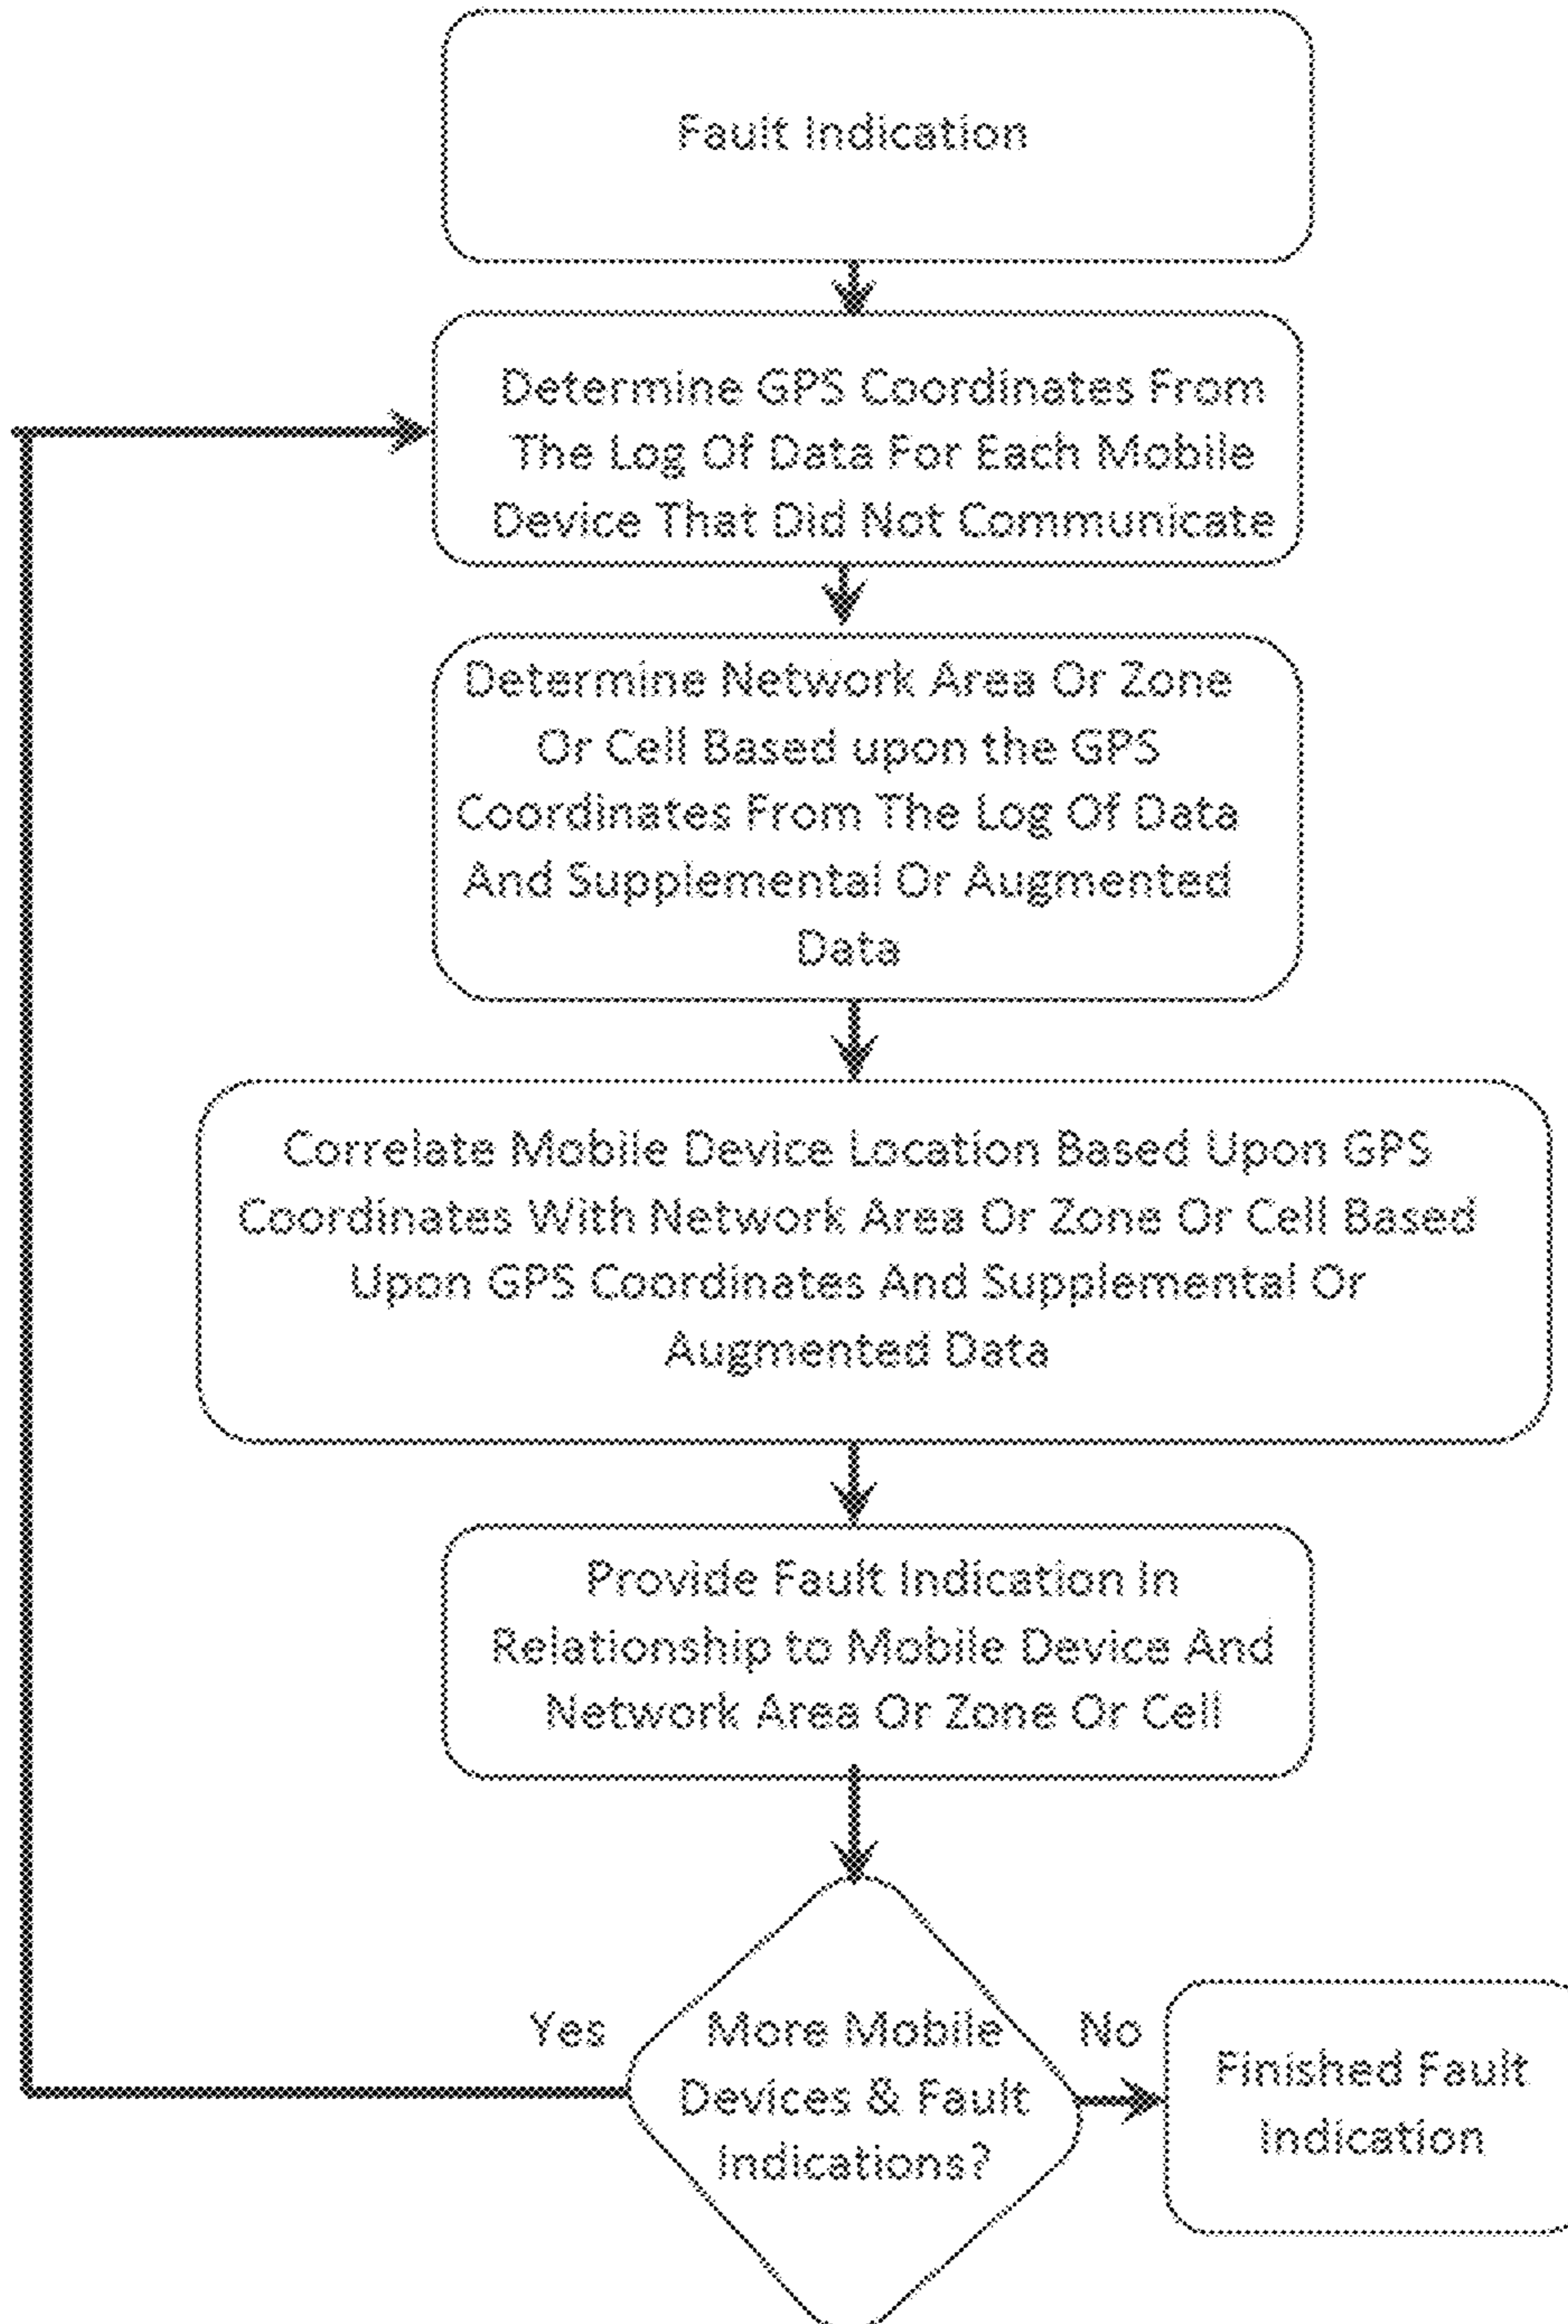 Fault Indication
Determine GPS Coordinates From
The Log Of Data For Each Mobile
Device That Did Not Communicate
Determine Network Area Or Zone
Or Cell Based upon the GPS
Coordinates From The Log Of Data
And Supplemental Or Augmented
Data
Correlate Mobile Device Location Based Upon GPS
Coordinates With Network Area Or Zone Or Cell Based
Upon GPS Coordinates And Supplemental Or
Augmented Data
Provide Fault Indication In
Relationship to Mobile Device And
Network Area Or Zone Or Cell
Yes
More Mobile
Devices & Fault
Indications?
No
Finished Fault
Indication